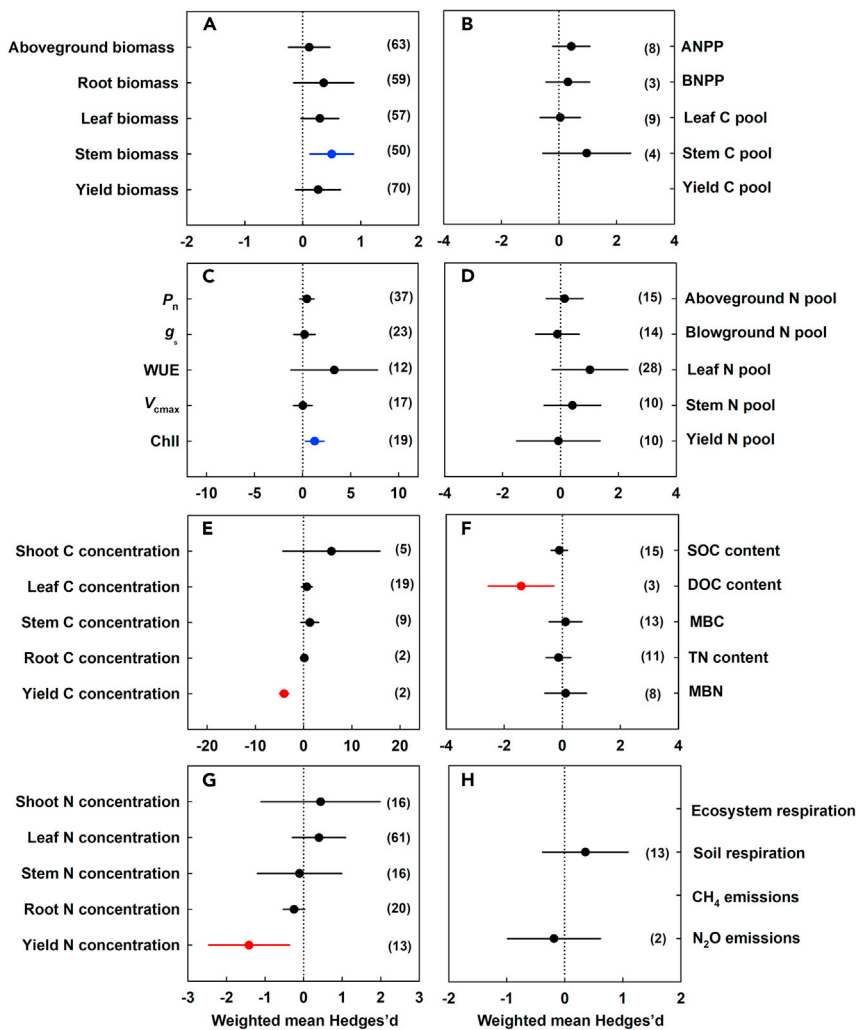 A
Aboveground biomass (63)
Root biomass (59)
Leaf biomass (57)
Stem biomass (50)
Yield biomass (70)
-2 -1 0 1 2
B
(8) ANPP
(3) BNPP
(9) Leaf C pool
(4) Stem C pool
Yield C pool
-4 -2 0 2 4
C
Pn (37)
gs (23)
WUE (12)
Vcmax (17)
Chll (19)
-10 -5 0 5 10
D
(15) Aboveground N pool
(14) Blowground N pool
(28) Leaf N pool
(10) Stem N pool
(10) Yield N pool
-4 -2 0 2 4
E
Shoot C concentration (5)
Leaf C concentration (19)
Stem C concentration (9)
Root C concentration (2)
Yield C concentration (2)
-20 -10 0 10 20
F
(15) SOC content
(3) DOC content
(13) MBC
(11) TN content
(8) MBN
-4 -2 0 2 4
G
Shoot N concentration (16)
Leaf N concentration (61)
Stem N concentration (16)
Root N concentration (20)
Yield N concentration (13)
-3 -2 -1 0 1 2 3
Weighted mean Hedges'd
H
Ecosystem respiration
(13) Soil respiration
CH4 emissions
(2) N2O emissions
-2 -1 0 1 2
Weighted mean Hedges'd